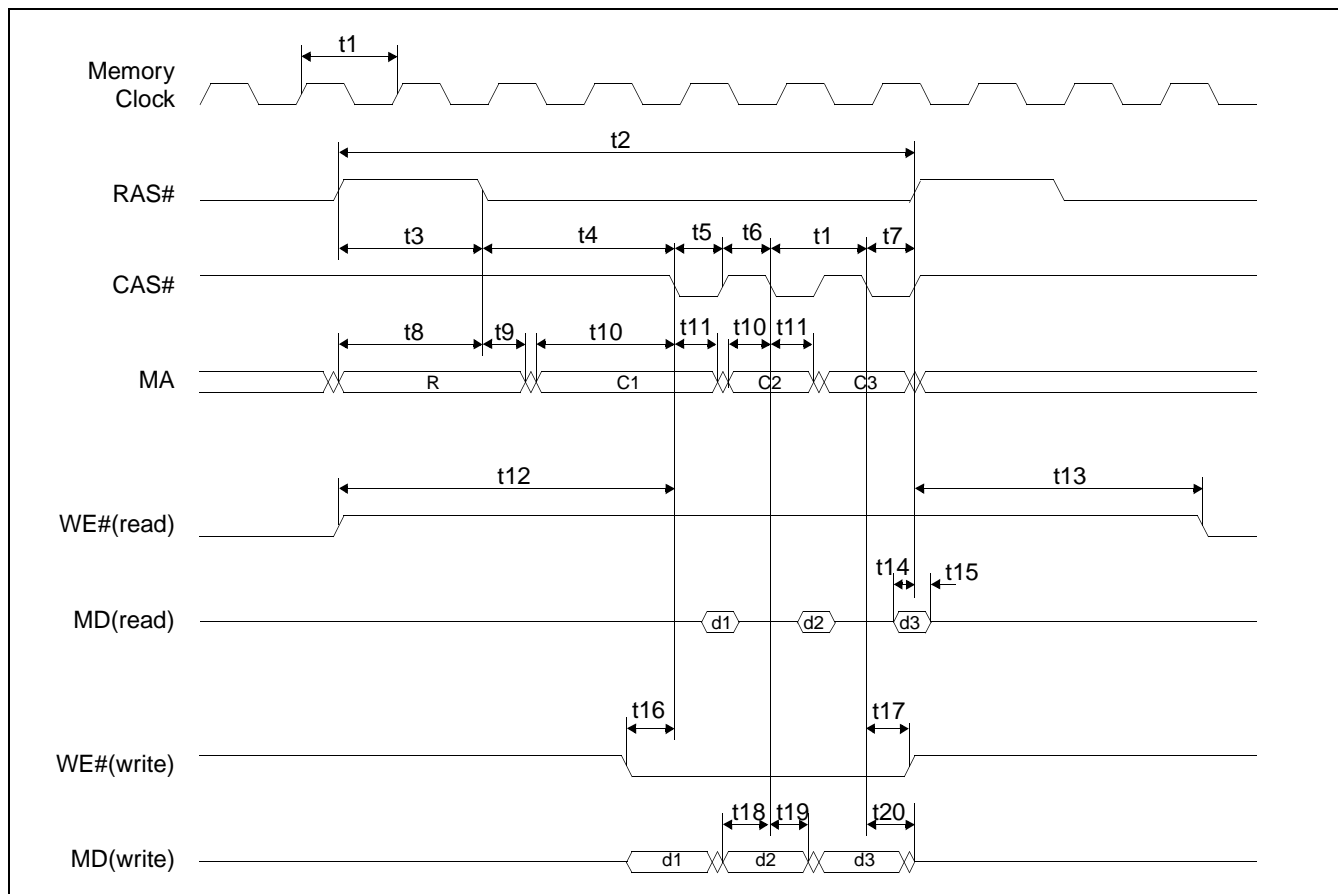 t1
Memory
Clock
t2
RAS#
t3 t4 t5 t6 t1 t7
CAS#
t8 t9 t10 t11 t10 t11
MA R C1 C2 C3
t12 t13
WE#(read)
t14 t15
MD(read) d1 d2 d3
t16 t17
WE#(write)
t18 t19 t20
MD(write) d1 d2 d3